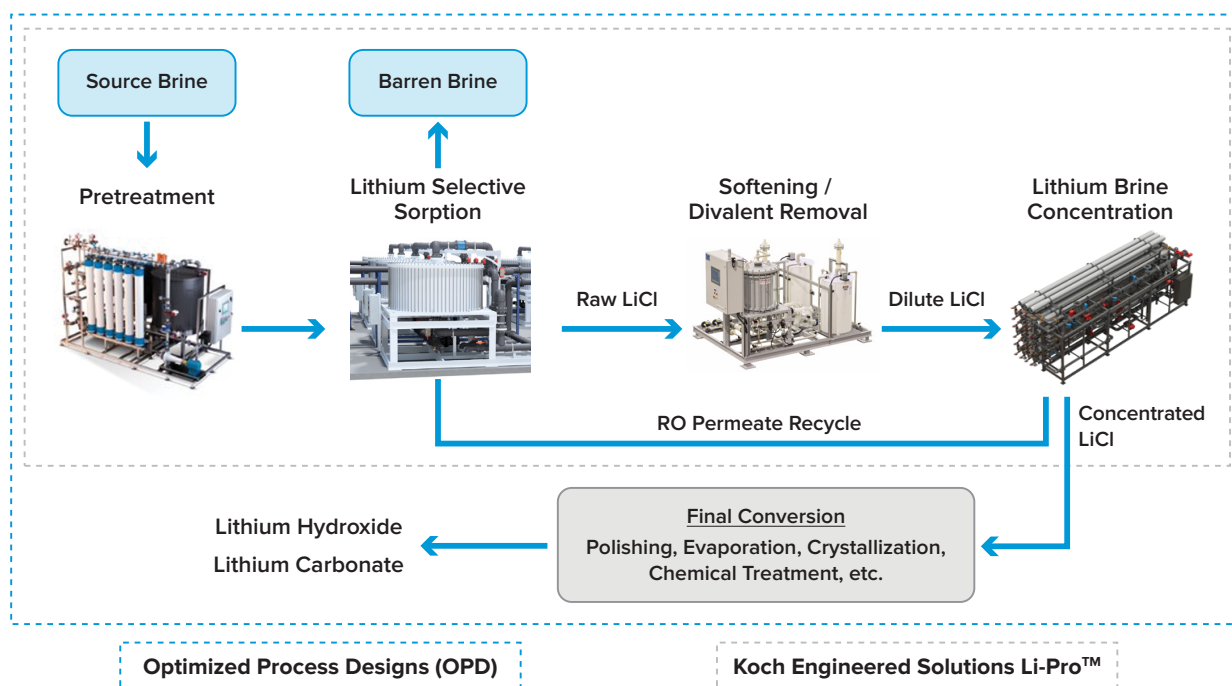 Source Brine
Barren Brine
Pretreatment
Lithium Selective
Sorption
Softening /
Divalent Removal
Lithium Brine
Concentration
Raw LiCl
Dilute LiCl
RO Permeate Recycle
Concentrated
LiCl
Final Conversion
Polishing, Evaporation, Crystallization,
Chemical Treatment, etc.
Lithium Hydroxide
Lithium Carbonate
Optimized Process Designs (OPD)
Koch Engineered Solutions Li-Pro™